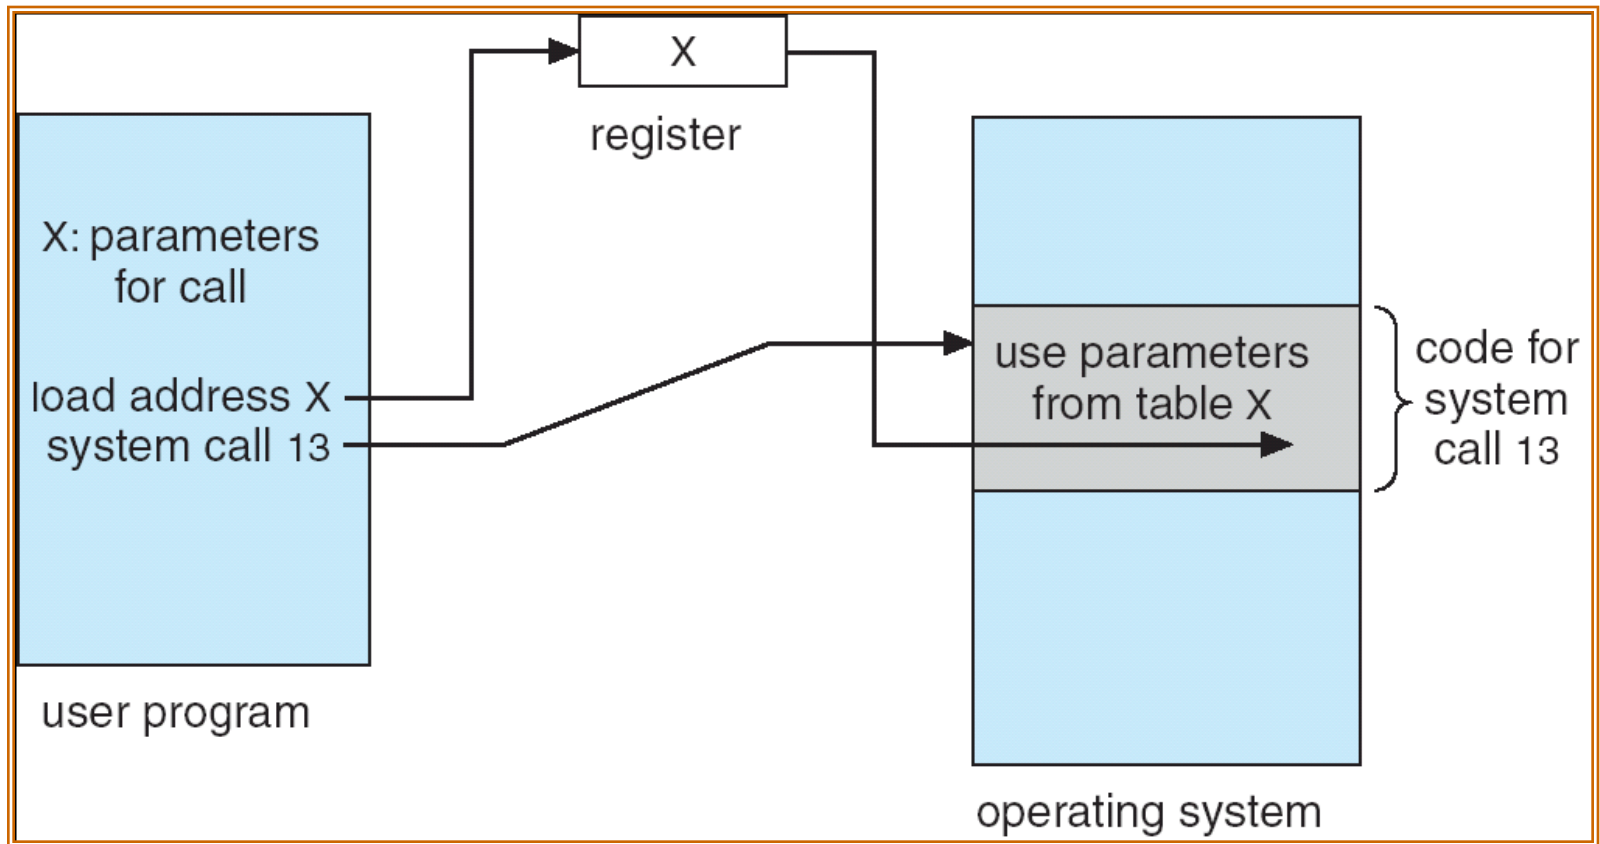 X
register
X: parameters
for call
load address X
system call 13
user program
use parameters
from table X
code for
system
call 13
operating system